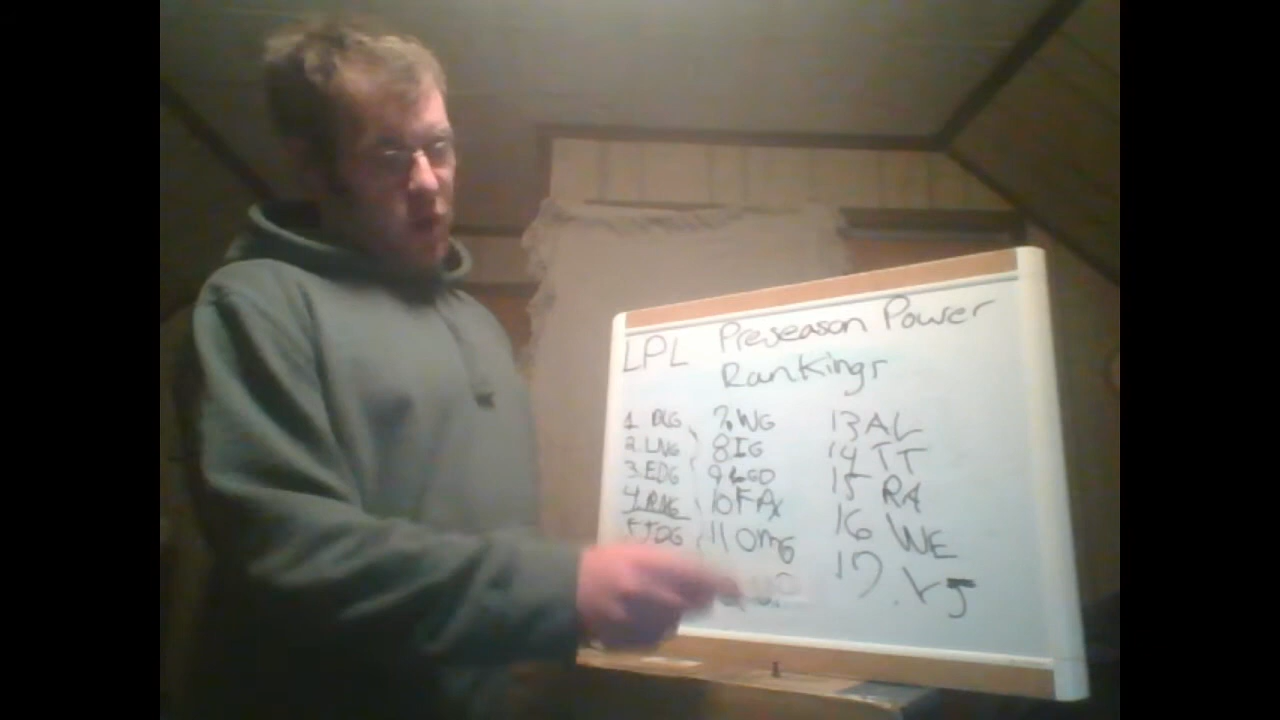 LPL Preseason Power
Rankings
1. BLG
2. LNG
3. EDG
4. RNG
5 JDG
7. WG
8 IG
9 LGD
10 FPX
11 OMG
13 AL
14 TT
15 RA
16 WE
17. LJ